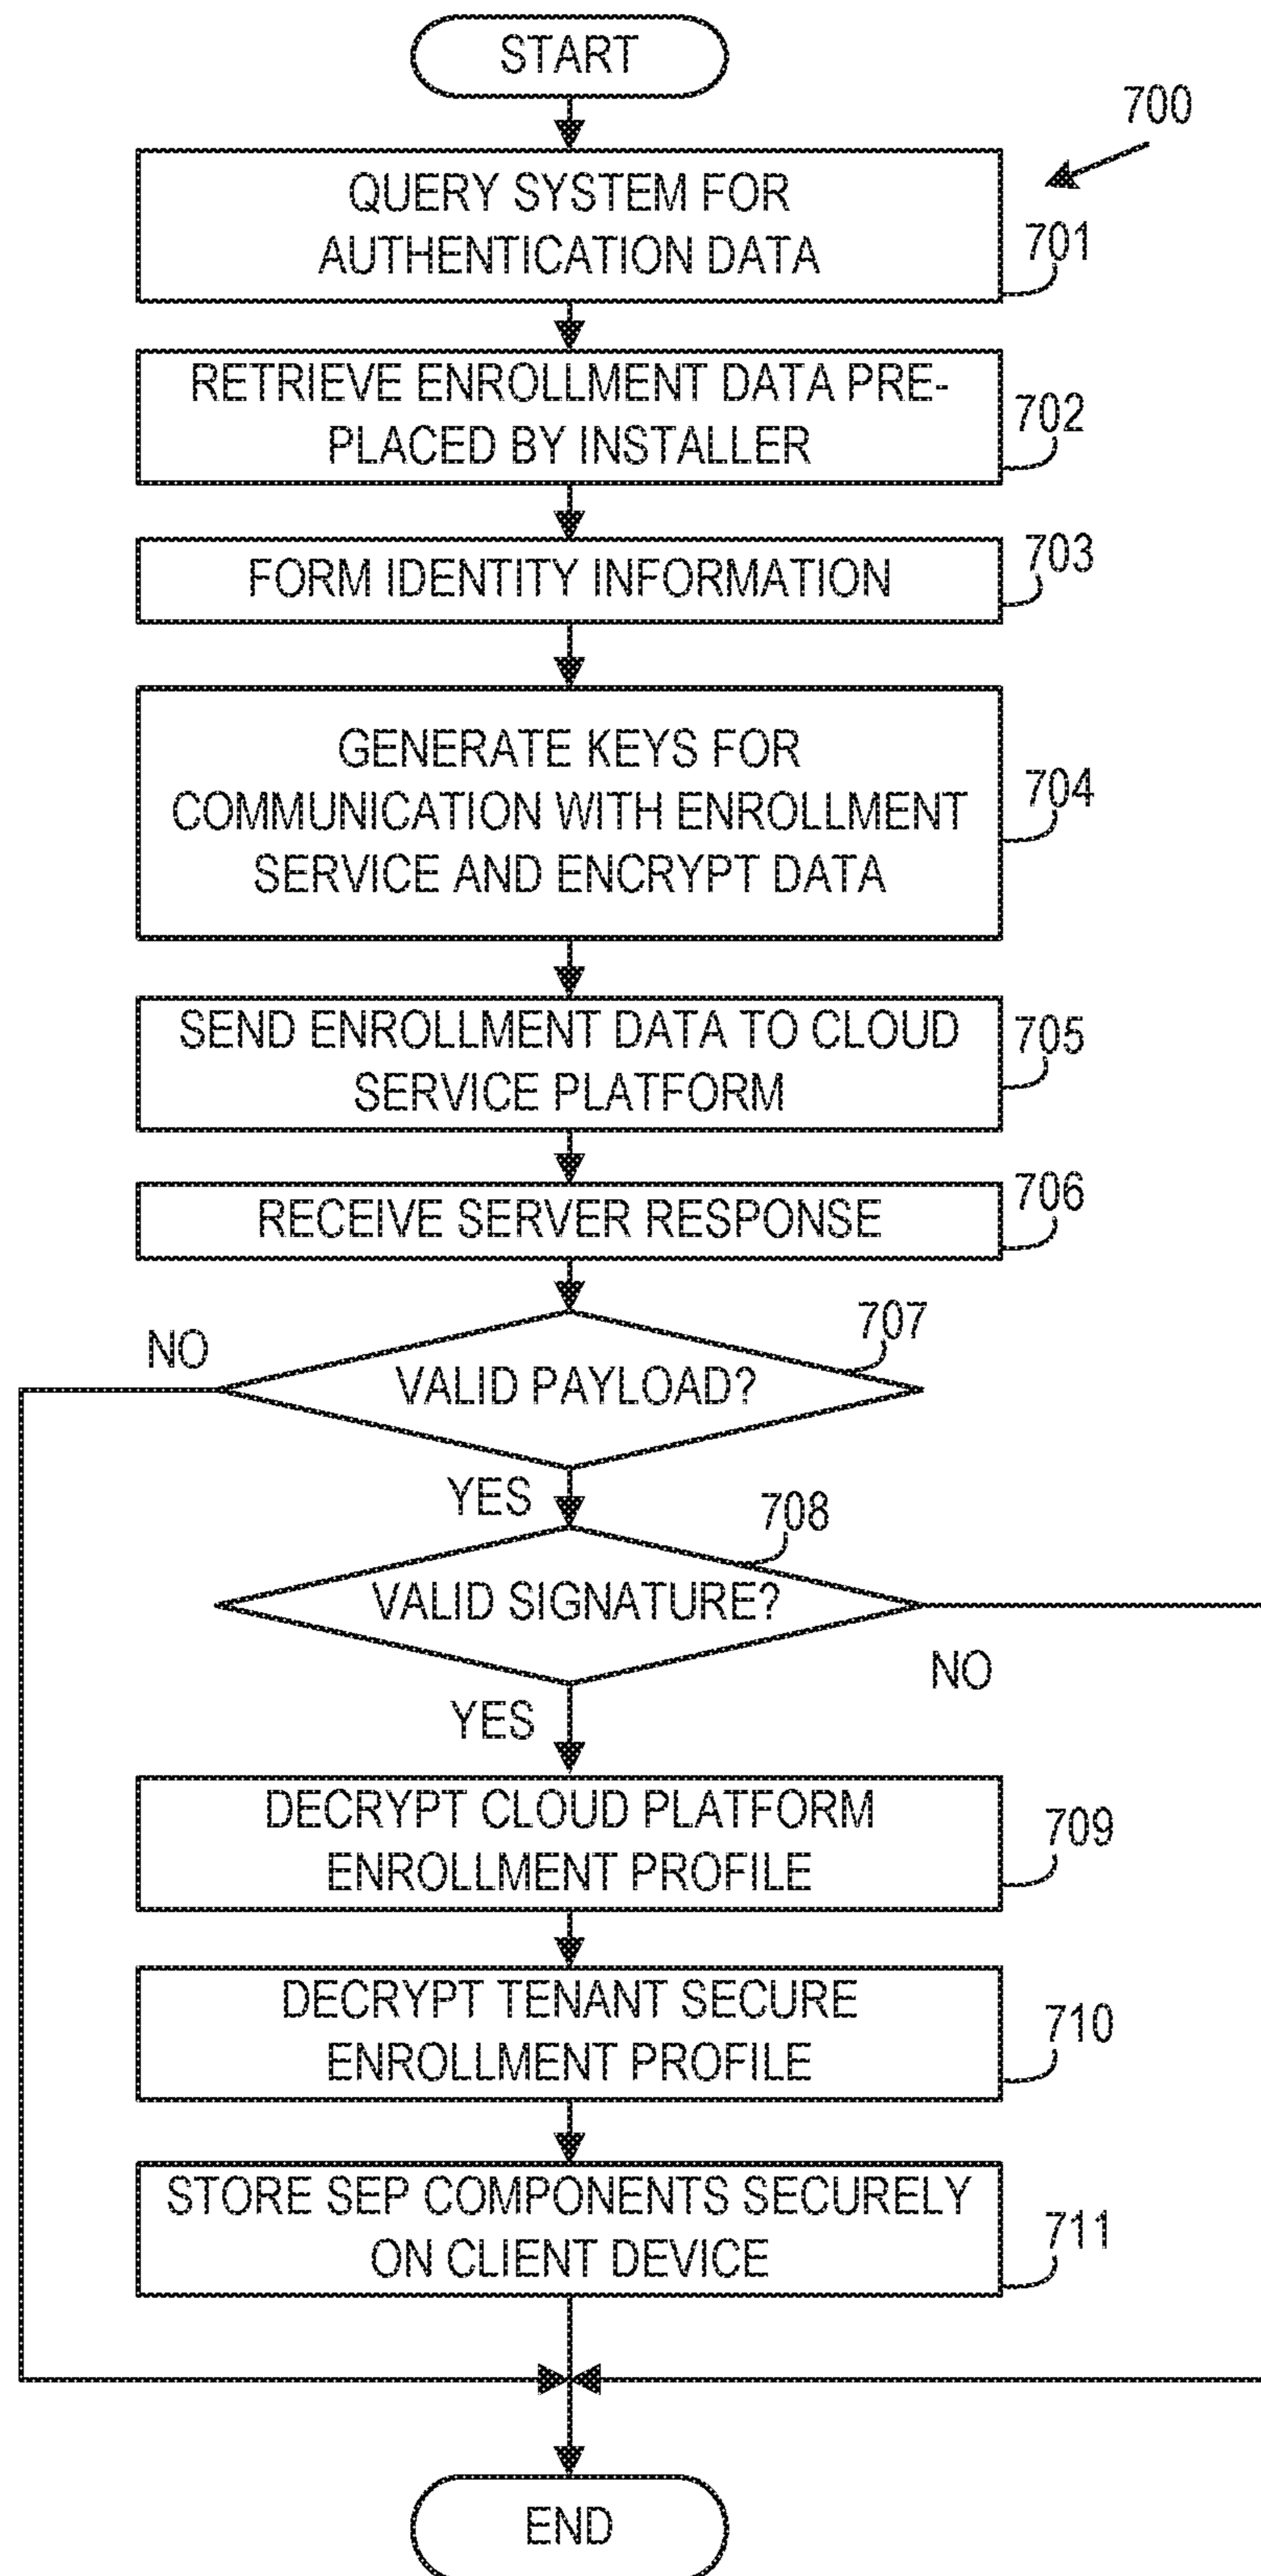 START
700
QUERY SYSTEM FOR
AUTHENTICATION DATA
701
RETRIEVE ENROLLMENT DATA PRE-
PLACED BY INSTALLER
702
FORM IDENTITY INFORMATION
703
GENERATE KEYS FOR
COMMUNICATION WITH ENROLLMENT
SERVICE AND ENCRYPT DATA
704
SEND ENROLLMENT DATA TO CLOUD
SERVICE PLATFORM
705
RECEIVE SERVER RESPONSE
706
NO
VALID PAYLOAD?
707
YES
VALID SIGNATURE?
708
NO
YES
DECRYPT CLOUD PLATFORM
ENROLLMENT PROFILE
709
DECRYPT TENANT SECURE
ENROLLMENT PROFILE
710
STORE SEP COMPONENTS SECURELY
ON CLIENT DEVICE
711
END